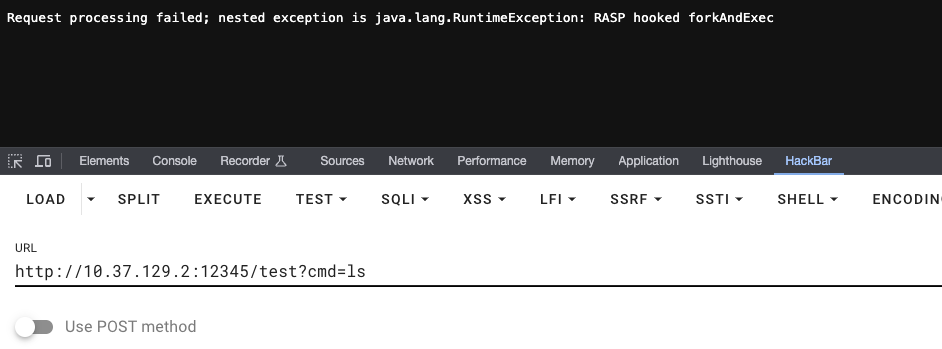 Request processing failed; nested exception is java.lang.RuntimeException: RASP hooked forkAndExec
Elements Console Recorder Sources Network Performance Memory Application Lighthouse HackBar
LOAD SPLIT EXECUTE TEST SQLI XSS LFI SSRF SSTI SHELL ENCODIN
URL
http://10.37.129.2:12345/test?cmd=ls
Use POST method